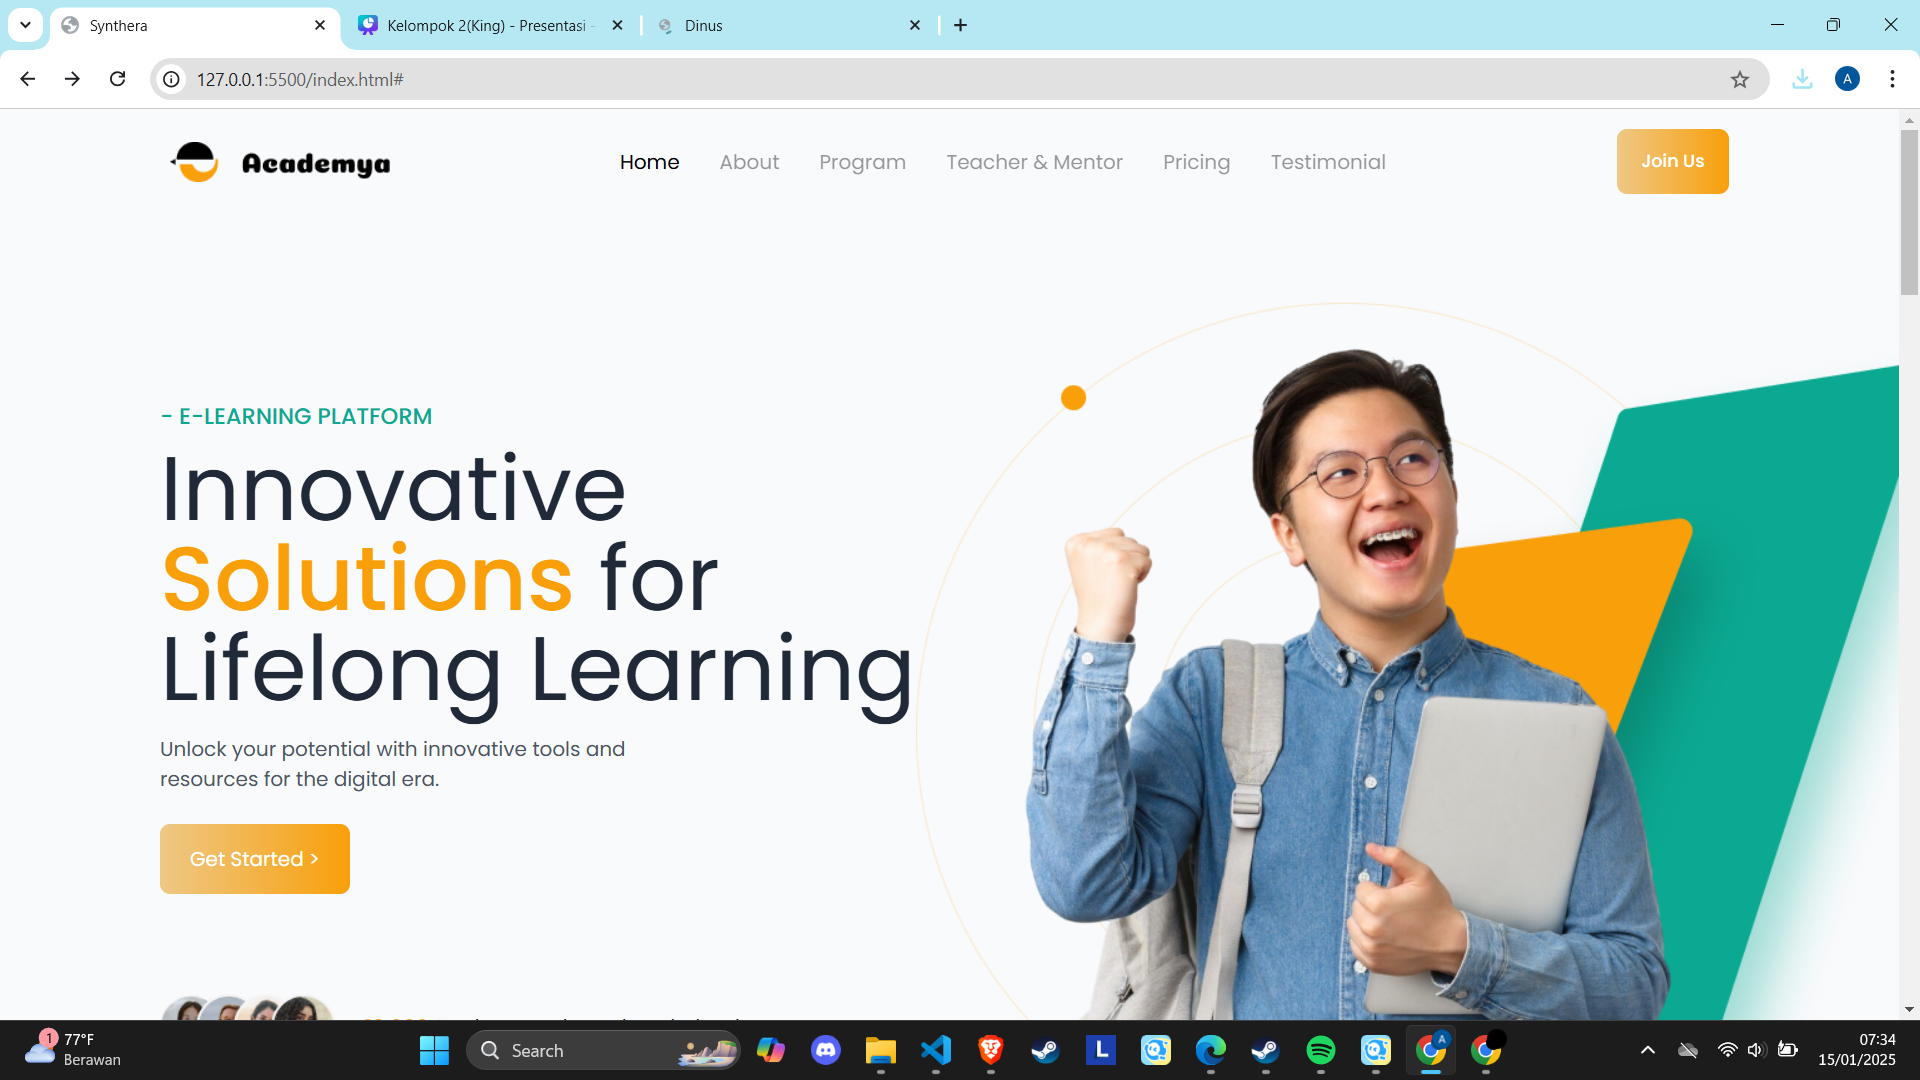 Synthera
Kelompok 2(King) - Presentasi -
Dinus
127.0.0.1:5500/index.html#
A
Academya
Home
About
Program
Teacher & Mentor
Pricing
Testimonial
Join Us
- E-LEARNING PLATFORM
Innovative
Solutions for
Lifelong Learning
Unlock your potential with innovative tools and
resources for the digital era.
Get Started >
1
77°F
Berawan
Search
L
A
07:34
15/01/2025